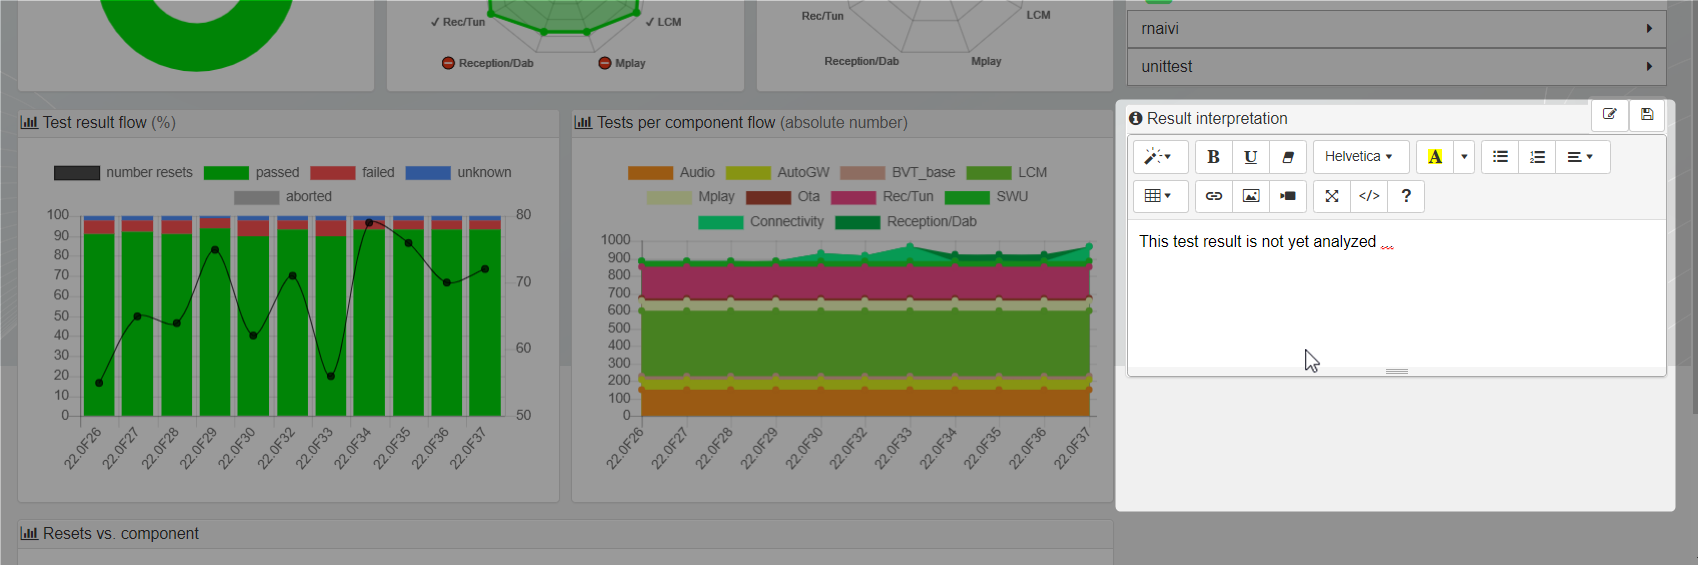 ✓ Rec/Tun
✓ LCM
Reception/Dab
Mplay
Rec/Tun
LCM
Reception/Dab
Mplay
rnaivi
unittest
Test result flow (%)
number resets passed failed unknown
aborted
100
90
80
70
60
50
40
30
20
10
0
80
70
60
50
22.0F26
22.0F27
22.0F28
22.0F29
22.0F30
22.0F32
22.0F33
22.0F34
22.0F35
22.0F36
22.0F37
Tests per component flow (absolute number)
Audio AutoGW BVT_base LCM
Mplay Ota Rec/Tun SWU
Connectivity Reception/Dab
1000
900
800
700
600
500
400
300
200
100
0
22.0F26
22.0F27
22.0F28
22.0F29
22.0F30
22.0F32
22.0F33
22.0F34
22.0F35
22.0F36
22.0F37
Result interpretation
B U Helvetica A
</> ?
This test result is not yet analyzed ...
Resets vs. component